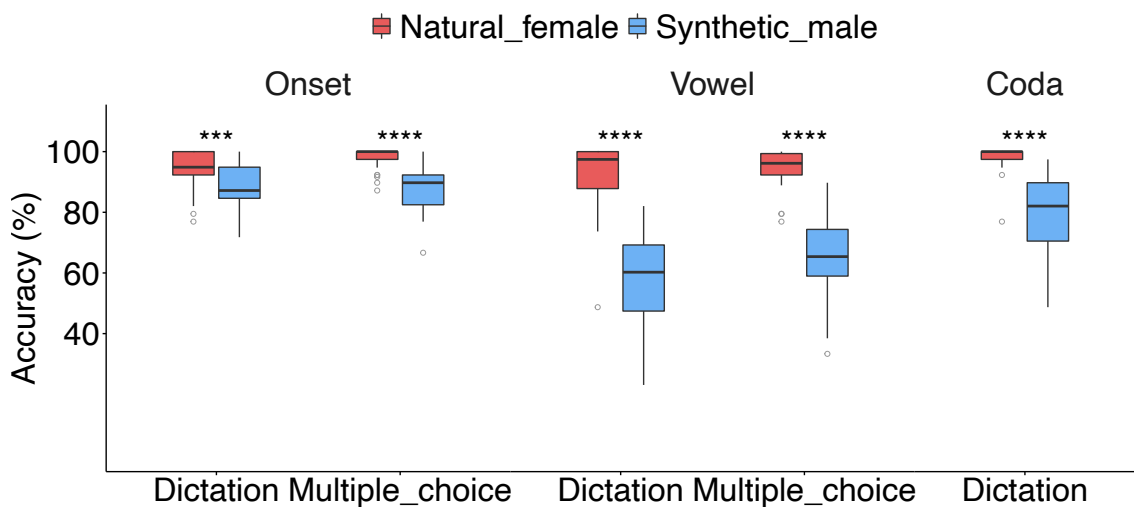 Natural_female Synthetic_male
Onset Vowel Coda
*** **** **** **** ****
Accuracy (%)
100
80
60
40
Dictation Multiple_choice Dictation Multiple_choice Dictation